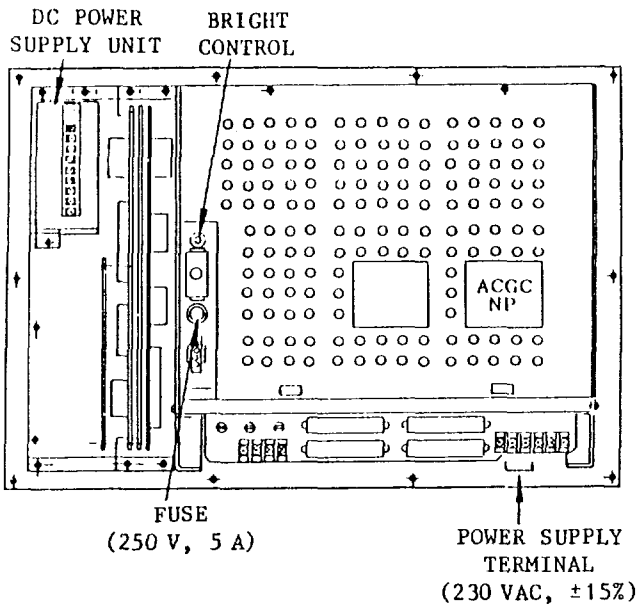 DC POWER
SUPPLY UNIT
BRIGHT
CONTROL
ACGC
NP
FUSE
(250 V, 5 A)
POWER SUPPLY
TERMINAL
(230 VAC, ±15%)